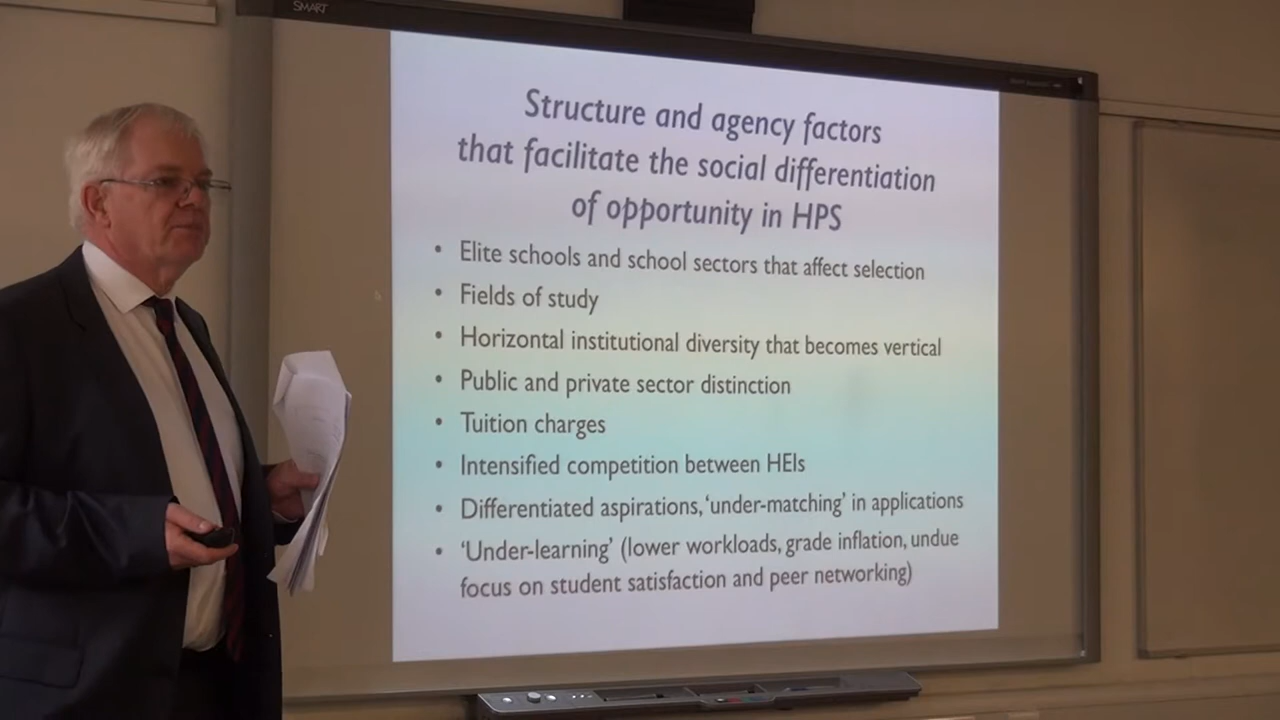 SMART
Structure and agency factors
that facilitate the social differentiation
of opportunity in HPS
• Elite schools and school sectors that affect selection
• Fields of study
• Horizontal institutional diversity that becomes vertical
• Public and private sector distinction
• Tuition charges
• Intensified competition between HEIs
• Differentiated aspirations, ‘under-matching’ in applications
• ‘Under-learning’ (lower workloads, grade inflation, undue
focus on student satisfaction and peer networking)